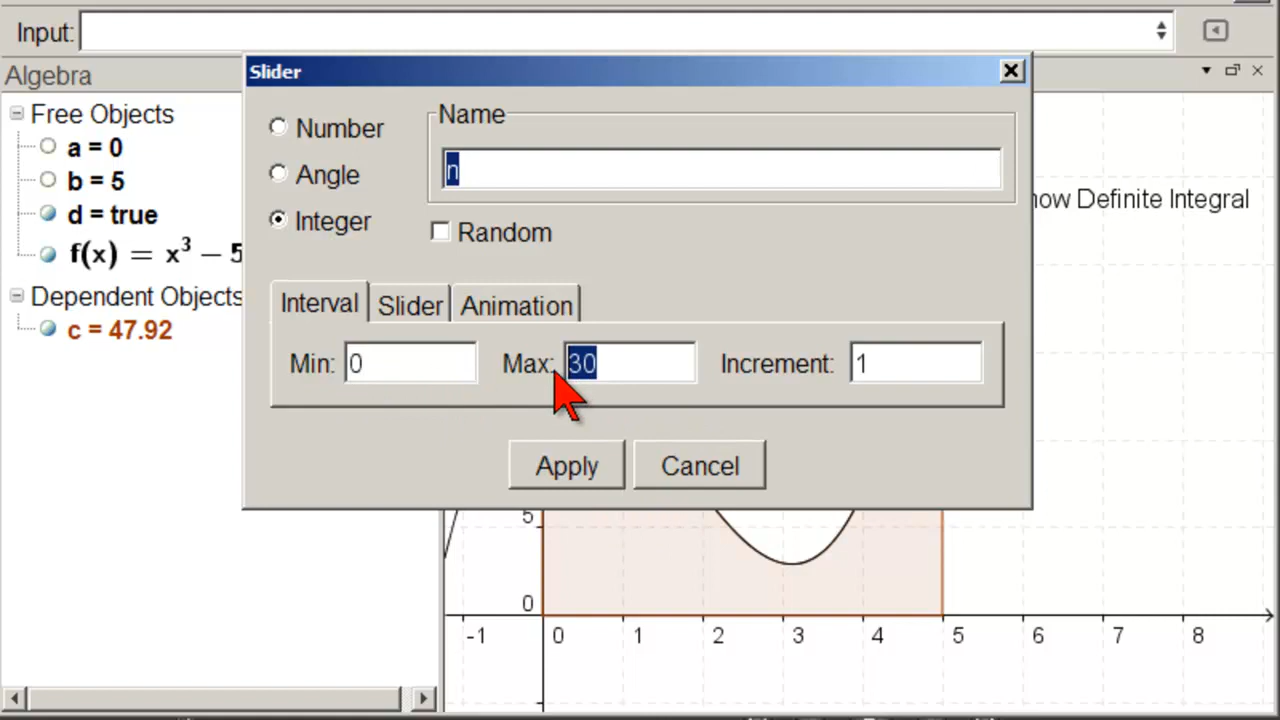 Input:
Algebra
Free Objects
a = 0
b = 5
d = true
f(x) = x³ − 5
Dependent Objects
c = 47.92
Slider
Number
Angle
Integer
Name
n
Random
Interval Slider Animation
Min: 0 Max: 30 Increment: 1
Apply Cancel
how Definite Integral
5
0
-1 0 1 2 3 4 5 6 7 8